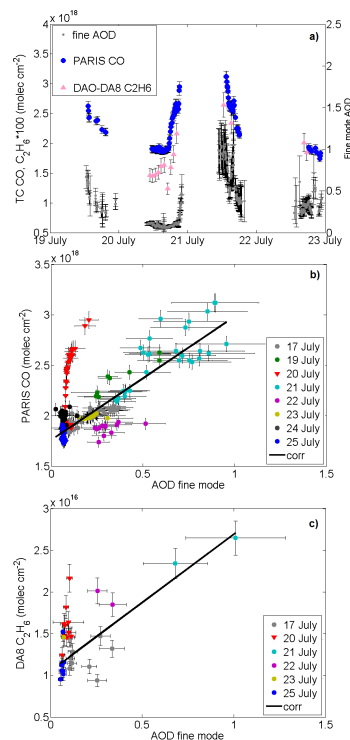 x 10^18
4
3.5
3
2.5
2
1.5
1
0.5
TC CO, C2H6*100 (molec cm-2)
fine AOD
PARIS CO
DAO-DA8 C2H6
a)
2.5
2
1.5
1
0.5
0
Fine mode AOD
19 July
20 July
21 July
22 July
23 July
x 10^18
3.5
3
2.5
2
1.5
PARIS CO (molec cm-2)
b)
17 July
19 July
20 July
21 July
22 July
23 July
24 July
25 July
corr
0
0.5
1
1.5
AOD fine mode
x 10^16
3
2.5
2
1.5
1
0.5
DA8 C2H6 (molec cm-2)
c)
17 July
20 July
21 July
22 July
23 July
25 July
corr
0
0.5
1
1.5
AOD fine mode